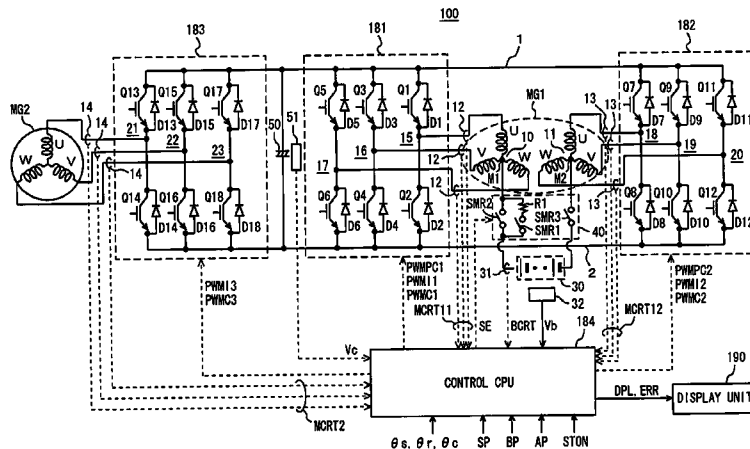 100
183
181
182
1
Q13
Q15
Q17
D13
D15
D17
MG2
14
14
14
21
22
23
U
W
V
Q14
Q16
Q18
D14
D16
D18
50
51
Q5
Q3
Q1
D5
D3
D1
15
16
17
Q6
Q4
Q2
D6
D4
D2
12
12
12
MG1
U
10
W
V
M1
11
U
W
V
M2
13
13
13
Q7
Q9
Q11
D7
D9
D11
18
19
20
Q8
Q10
Q12
D8
D10
D12
SMR2
R1
SMR1
SMR3
40
31
30
32
2
PWMI3
PWMC3
PWMPC1
PWMI1
PWMC1
MCRT11
SE
BCRT
Vb
184
MCRT12
PWMPC2
PWMI2
PWMC2
Vc
CONTROL CPU
DPL, ERR
190
DISPLAY UNIT
MCRT2
θs, θr, θc
SP
BP
AP
STON